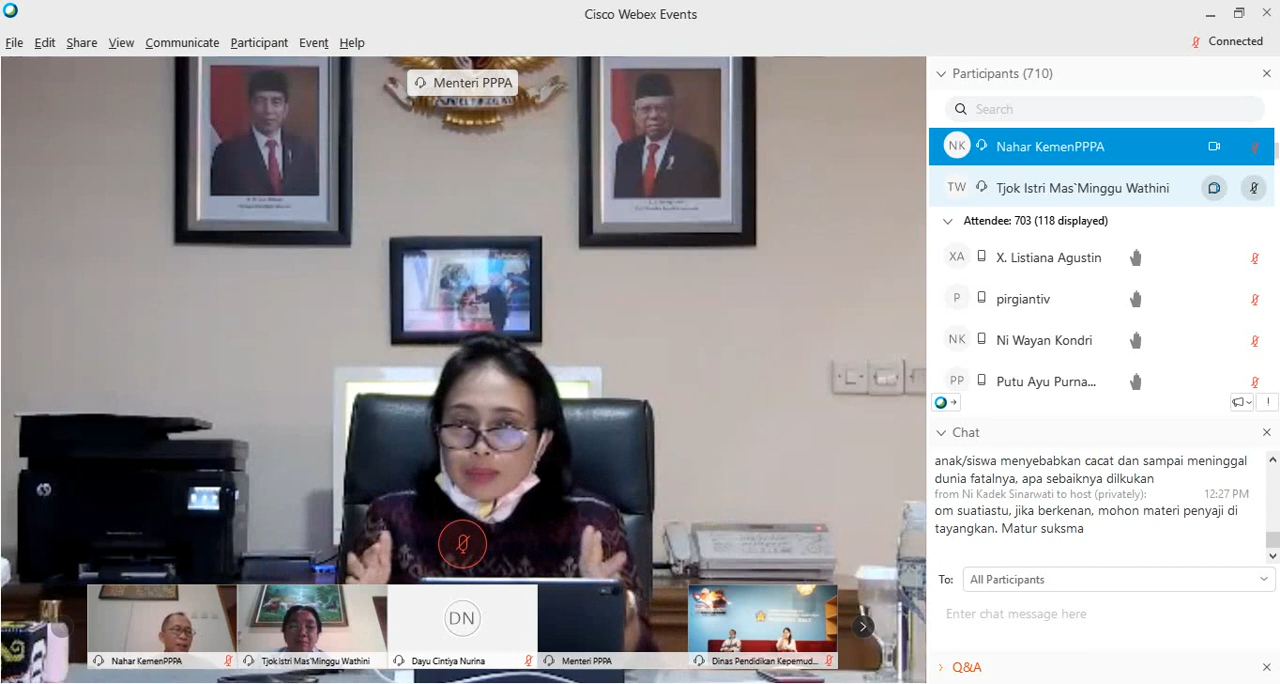 Cisco Webex Events
File Edit Share View Communicate Participant Event Help
Connected
Menteri PPPA
Participants (710)
Search
NK Nahar KemenPPPA
TW Tjok Istri Mas`Minggu Wathini
Attendee: 703 (118 displayed)
XA X. Listiana Agustin
P pirgiantiv
NK Ni Wayan Kondri
PP Putu Ayu Purna...
Chat
anak/siswa menyebabkan cacat dan sampai meninggal
dunia fatalnya, apa sebaiknya dilkukan
from Ni Kadek Sinarwati to host (privately): 12:27 PM
om suatiastu, jika berkenan, mohon materi penyaji di
tayangkan. Matur suksma
To: All Participants
Enter chat message here
Q&A
hp
DN
Nahar KemenPPPA
Tjok Istri Mas`Minggu Wathini
Dayu Cintiya Nurina
Menteri PPPA
Dinas Pendidikan Kepemud...